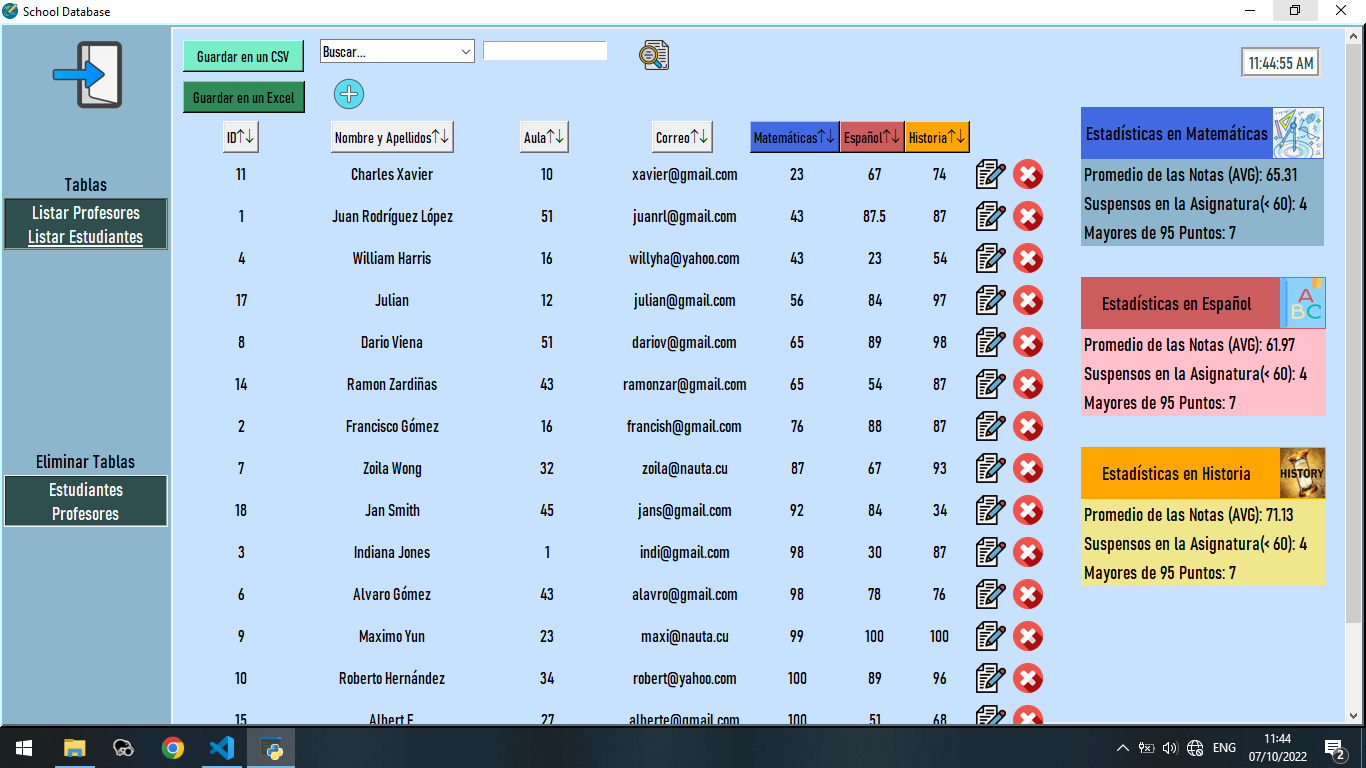 School Database
Guardar en un CSV
Buscar...
11:44:55 AM
Guardar en un Excel
ID↑↓ Nombre y Apellidos↑↓ Aula↑↓ Correo↑↓ Matemáticas↑↓ Español↑↓ Historia↑↓
11 Charles Xavier 10 xavier@gmail.com 23 67 74
1 Juan Rodríguez López 51 juanrl@gmail.com 43 87.5 87
4 William Harris 16 willyha@yahoo.com 43 23 54
17 Julian 12 julian@gmail.com 56 84 97
8 Dario Viena 51 dariov@gmail.com 65 89 98
14 Ramon Zardiñas 43 ramonzar@gmail.com 65 54 87
2 Francisco Gómez 16 francish@gmail.com 76 88 87
7 Zoila Wong 32 zoila@nauta.cu 87 67 93
18 Jan Smith 45 jans@gmail.com 92 84 34
3 Indiana Jones 1 indi@gmail.com 98 30 87
6 Alvaro Gómez 43 alavro@gmail.com 98 78 76
9 Maximo Yun 23 maxi@nauta.cu 99 100 100
10 Roberto Hernández 34 robert@yahoo.com 100 89 96
15 Albert E 27 alberte@gmail.com 100 51 68
Tablas
Listar Profesores
Listar Estudiantes
Eliminar Tablas
Estudiantes
Profesores
Estadísticas en Matemáticas
Promedio de las Notas (AVG): 65.31
Suspensos en la Asignatura(< 60): 4
Mayores de 95 Puntos: 7
Estadísticas en Español
A
BC
Promedio de las Notas (AVG): 61.97
Suspensos en la Asignatura(< 60): 4
Mayores de 95 Puntos: 7
Estadísticas en Historia
HISTORY
Promedio de las Notas (AVG): 71.13
Suspensos en la Asignatura(< 60): 4
Mayores de 95 Puntos: 7
ENG
11:44
07/10/2022
2